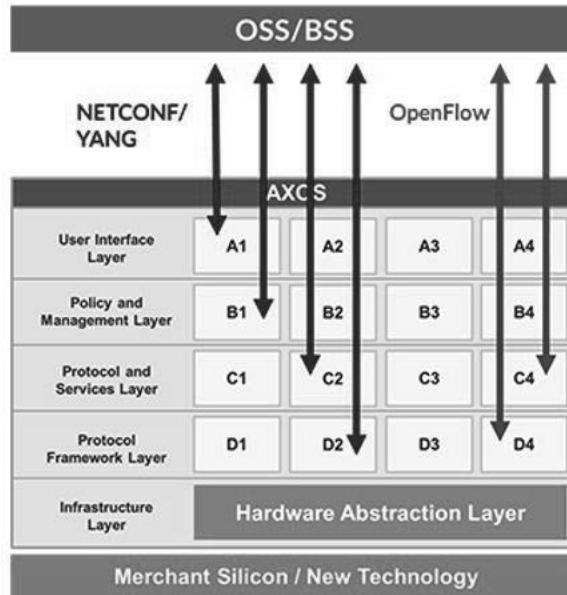 OSS/BSS
NETCONF/
YANG
OpenFlow
AXOS
User Interface
Layer
A1 A2 A3 A4
Policy and
Management Layer
B1 B2 B3 B4
Protocol and
Services Layer
C1 C2 C3 C4
Protocol
Framework Layer
D1 D2 D3 D4
Infrastructure
Layer
Hardware Abstraction Layer
Merchant Silicon / New Technology